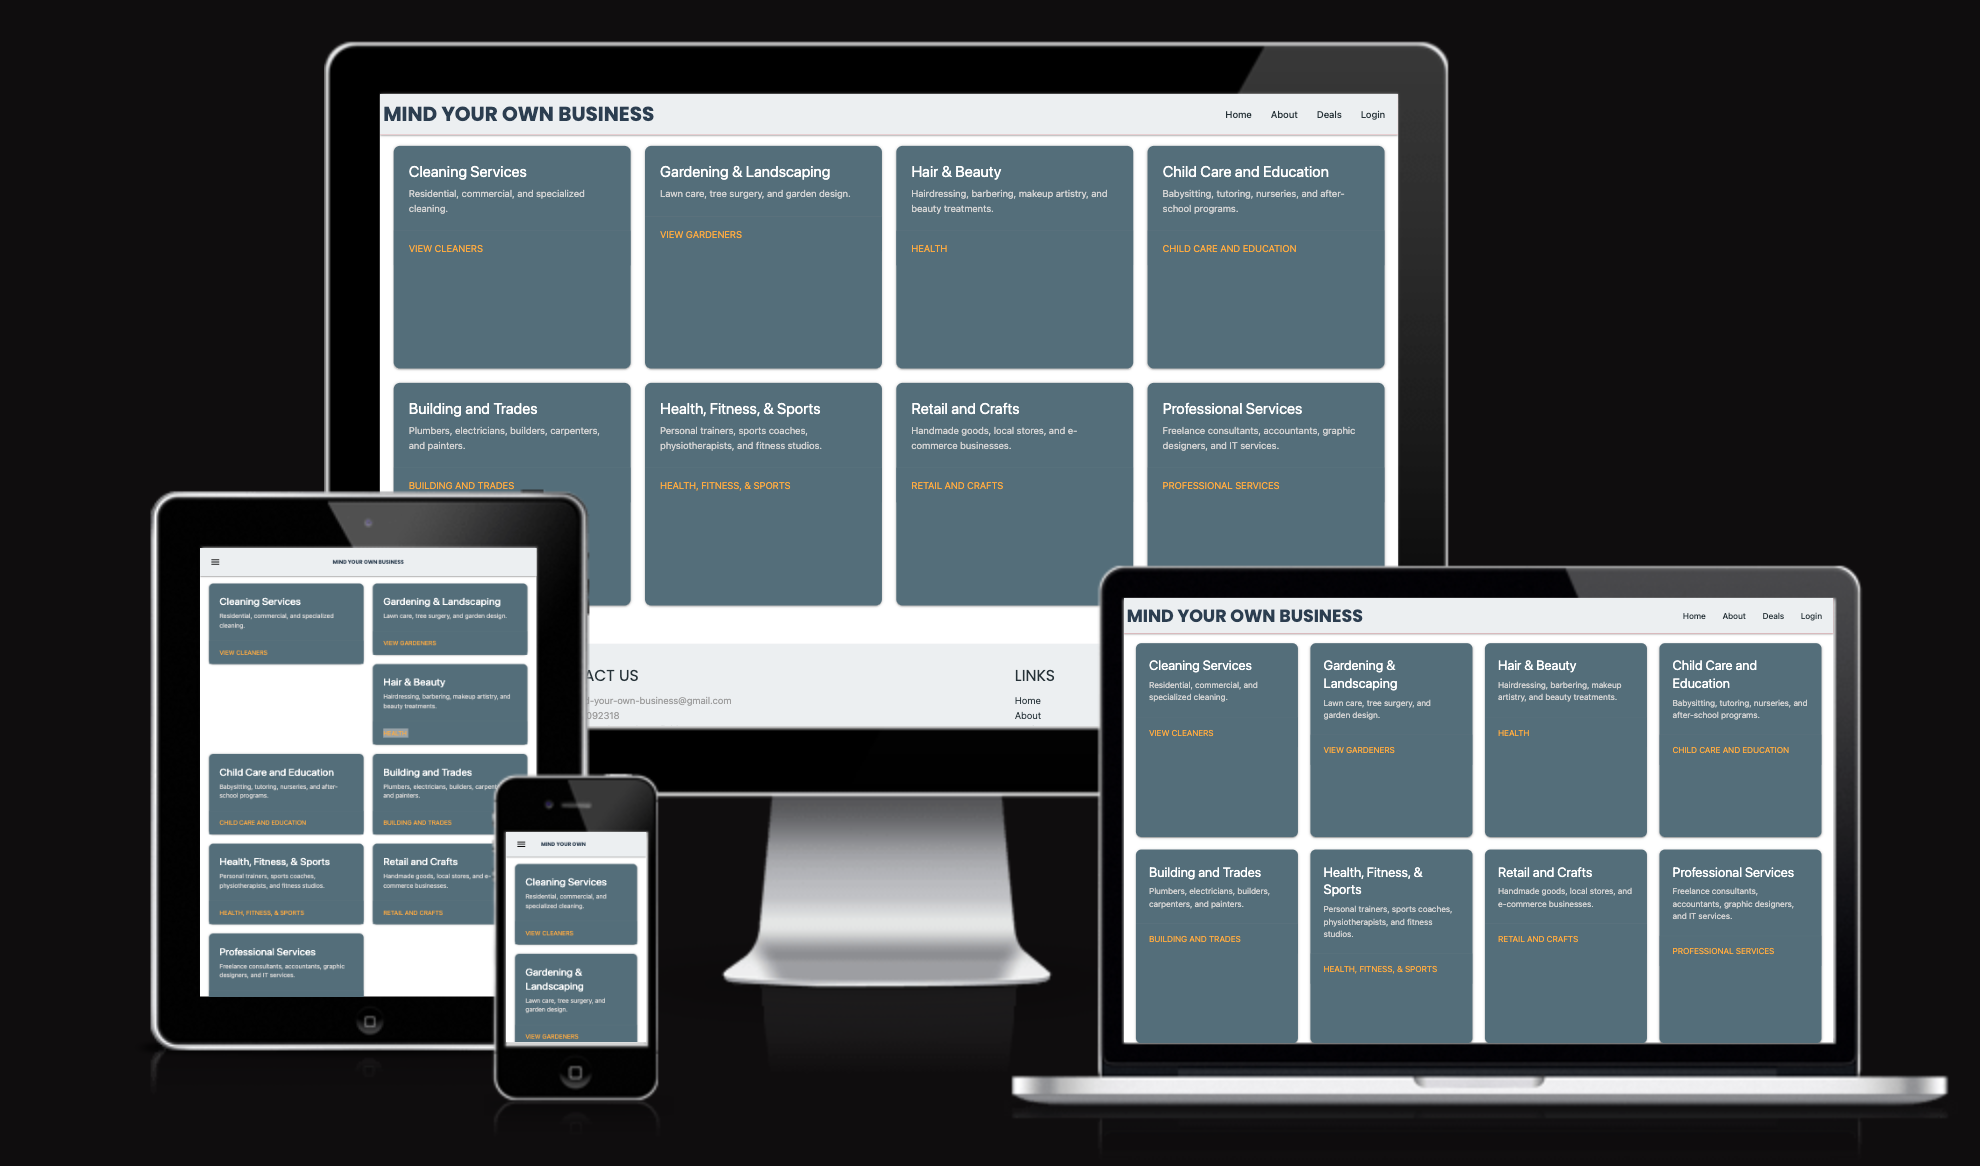 MIND YOUR OWN BUSINESS
Home About Deals Login
Cleaning Services
Residential, commercial, and specialized
cleaning.
VIEW CLEANERS
Gardening & Landscaping
Lawn care, tree surgery, and garden design.
VIEW GARDENERS
Hair & Beauty
Hairdressing, barbering, makeup artistry, and
beauty treatments.
HEALTH
Child Care and Education
Babysitting, tutoring, nurseries, and after-
school programs.
CHILD CARE AND EDUCATION
Building and Trades
Plumbers, electricians, builders, carpenters,
and painters.
BUILDING AND TRADES
Health, Fitness, & Sports
Personal trainers, sports coaches,
physiotherapists, and fitness studios.
HEALTH, FITNESS, & SPORTS
Retail and Crafts
Handmade goods, local stores, and e-
commerce businesses.
RETAIL AND CRAFTS
Professional Services
Freelance consultants, accountants, graphic
designers, and IT services.
PROFESSIONAL SERVICES
ACT US
-your-own-business@gmail.com
092318
LINKS
Home
About
MIND YOUR OWN BUSINESS
Cleaning Services
Residential, commercial, and specialized
cleaning.
VIEW CLEANERS
Gardening & Landscaping
Lawn care, tree surgery, and garden design.
VIEW GARDENERS
Hair & Beauty
Hairdressing, barbering, makeup artistry, and
beauty treatments.
HEALTH
Child Care and Education
Babysitting, tutoring, nurseries, and after-
school programs.
CHILD CARE AND EDUCATION
Building and Trades
Plumbers, electricians, builders,
and painters.
BUILDING AND TRADES
Health, Fitness, & Sports
Personal trainers, sports coaches,
physiotherapists, and fitness studios.
HEALTH, FITNESS, & SPORTS
Retail and Crafts
Handmade goods, local stores, and e-
commerce businesses.
RETAIL AND CRAFTS
Professional Services
Freelance consultants, accountants, graphic
designers, and IT services.
MIND YOUR OWN
Cleaning Services
Residential, commercial, and
specialized cleaning.
VIEW CLEANERS
Gardening &
Landscaping
Lawn care, tree surgery, and
garden design.
VIEW GARDENERS
MIND YOUR OWN BUSINESS
Home About Deals Login
Cleaning Services
Residential, commercial, and
specialized cleaning.
VIEW CLEANERS
Gardening &
Landscaping
Lawn care, tree surgery, and
garden design.
VIEW GARDENERS
Hair & Beauty
Hairdressing, barbering, makeup
artistry, and beauty treatments.
HEALTH
Child Care and
Education
Babysitting, tutoring, nurseries, and
after-school programs.
CHILD CARE AND EDUCATION
Building and Trades
Plumbers, electricians, builders,
carpenters, and painters.
BUILDING AND TRADES
Health, Fitness, &
Sports
Personal trainers, sports coaches,
physiotherapists, and fitness
studios.
HEALTH, FITNESS, & SPORTS
Retail and Crafts
Handmade goods, local stores, and
e-commerce businesses.
RETAIL AND CRAFTS
Professional Services
Freelance consultants,
accountants, graphic designers,
and IT services.
PROFESSIONAL SERVICES